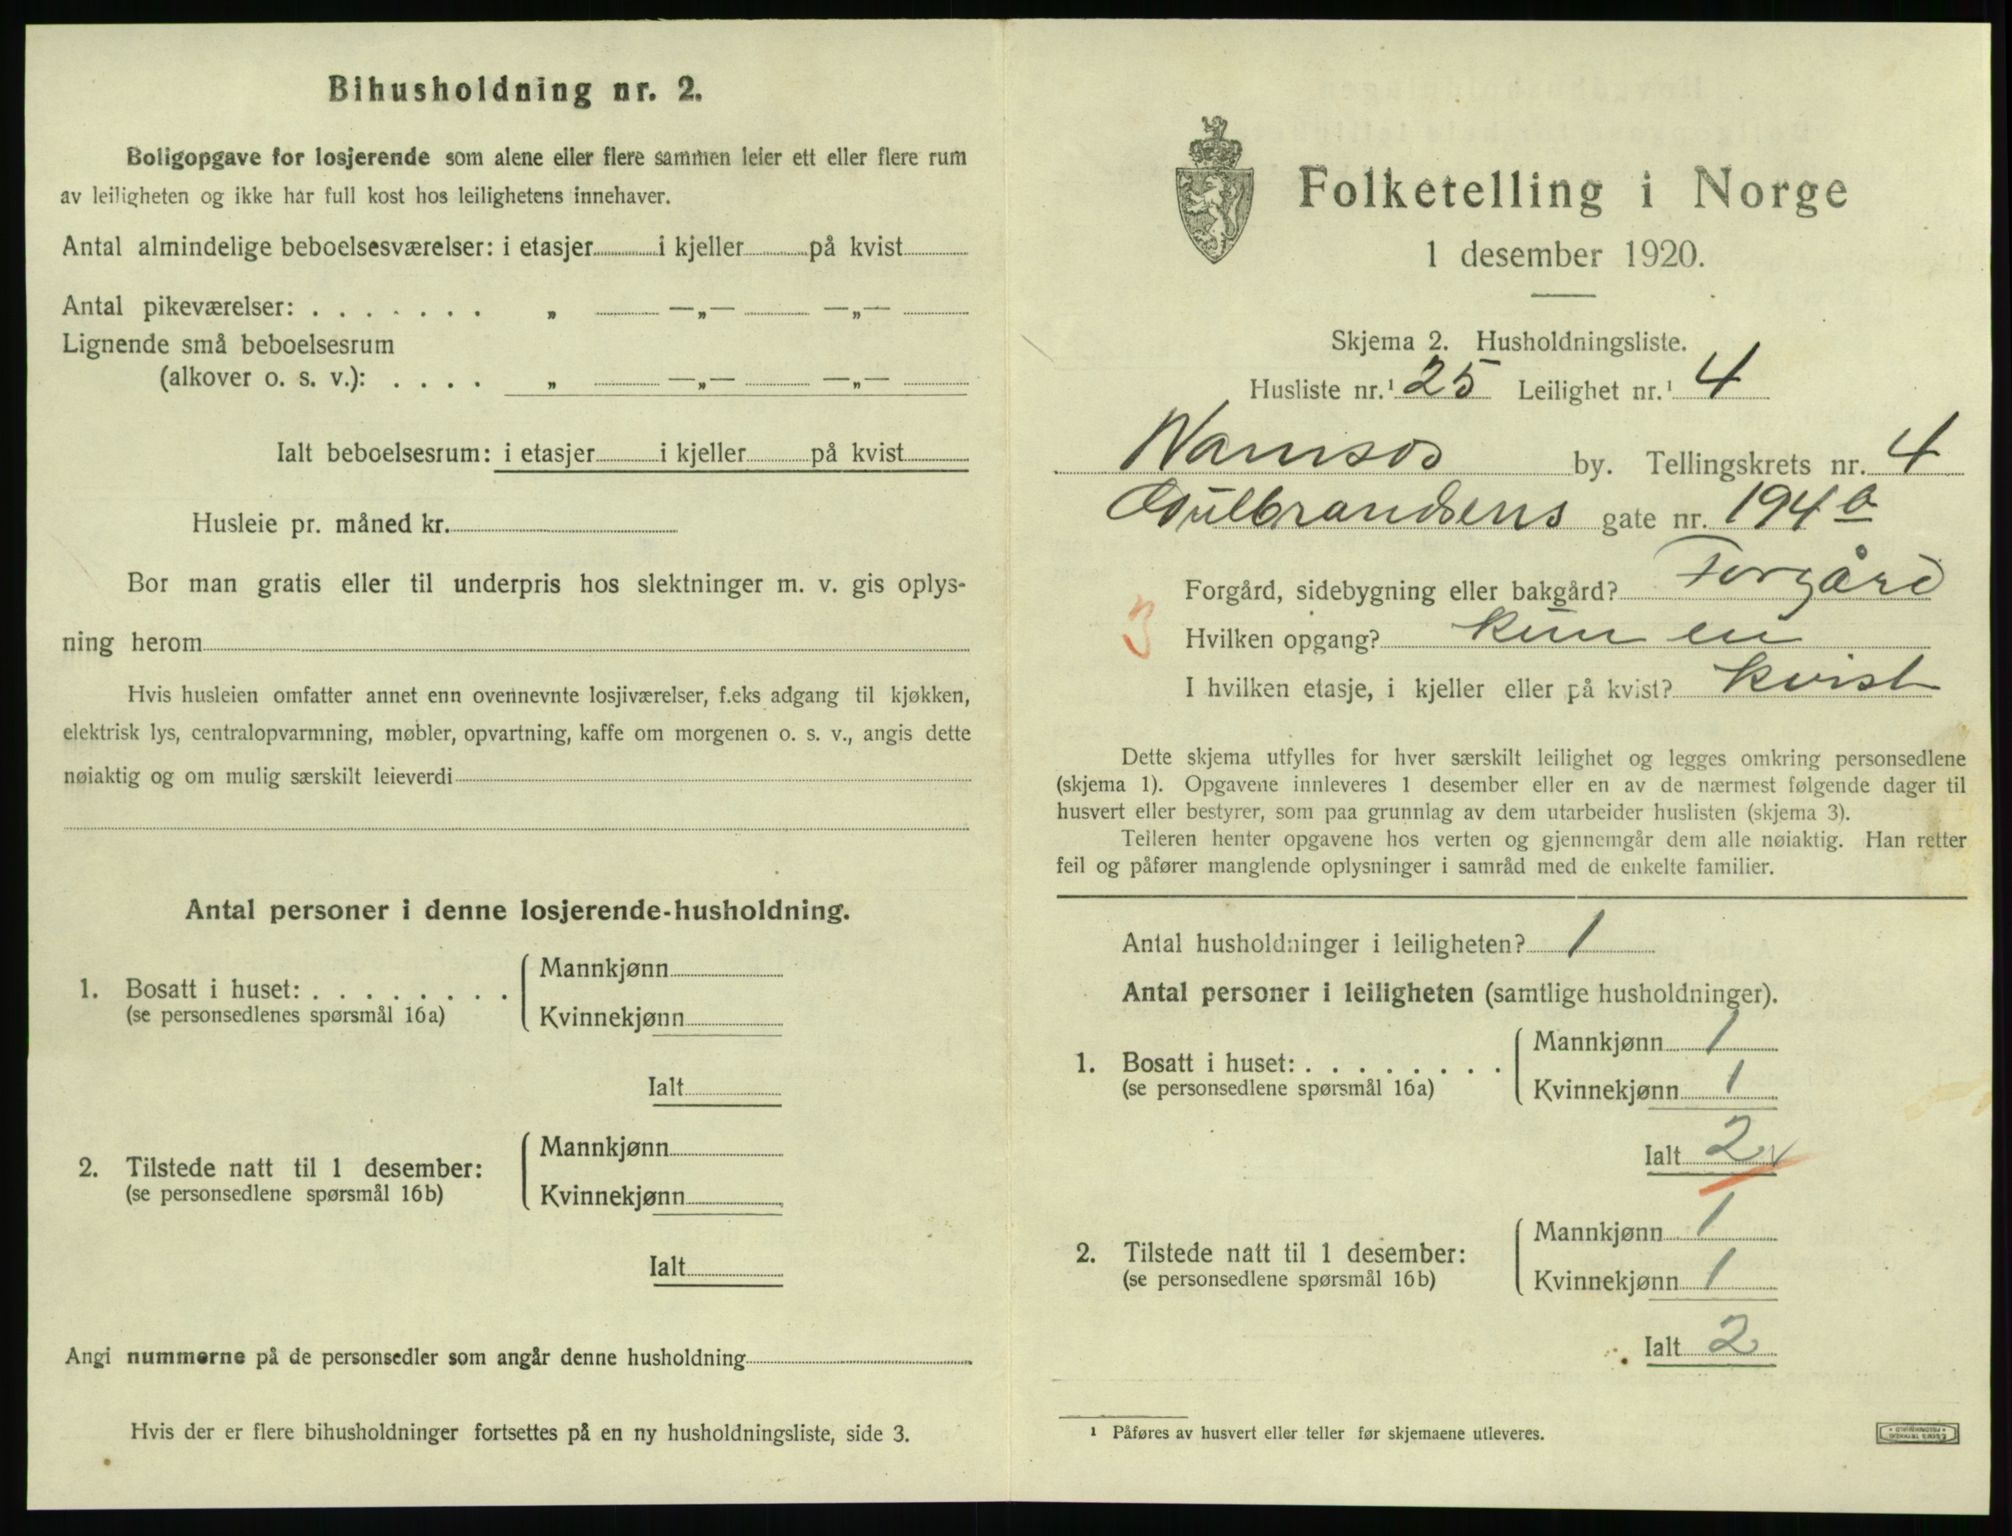 Bihusholdning nr. 2.
Boligopgave for losjerende som alene eller flere sammen leier ett eller flere rum
av leiligheten og ikke har full kost hos leilighetens innehaver.
Antal almindelige beboelsesværelser: i etasjer i kjeller på kvist
Antal pikeværelser: . . . . . . . „ —„— —„—
Lignende små beboelsesrum
(alkover o. s. v.): . . . . „ —„— —„—
Ialt beboelsesrum: i etasjer i kjeller på kvist
Husleie pr. måned kr.
Bor man gratis eller til underpris hos slektninger m. v. gis oplys-
ning herom
Hvis husleien omfatter annet enn ovennevnte losjiværelser, f.eks adgang til kjøkken,
elektrisk lys, centralopvarmning, møbler, opvartning, kaffe om morgenen o. s. v., angis dette
nøiaktig og om mulig særskilt leieverdi
Antal personer i denne losjerende-husholdning.
1. Bosatt i huset: . . . . . . . . Mannkjønn
(se personsedlenes spørsmål 16a) Kvinnekjønn
Ialt
2. Tilstede natt til 1 desember: Mannkjønn
(se personsedlene spørsmål 16b) Kvinnekjønn
Ialt
Angi nummerne på de personsedler som angår denne husholdning
Hvis der er flere bihusholdninger fortsettes på en ny husholdningsliste, side 3.
Folketelling i Norge
1 desember 1920.
Skjema 2. Husholdningsliste.
Husliste nr.¹ 25 Leilighet nr.¹ 4
Namsos by. Tellingskrets nr. 4
Gulbrandsens gate nr. 194 b
Forgård, sidebygning eller bakgård? Forgård
3 Hvilken opgang? kun en
I hvilken etasje, i kjeller eller på kvist? kvist
Dette skjema utfylles for hver særskilt leilighet og legges omkring personsedlene
(skjema 1). Opgavene innleveres 1 desember eller en av de nærmest følgende dager til
husvert eller bestyrer, som paa grunnlag av dem utarbeider huslisten (skjema 3).
Telleren henter opgavene hos verten og gjennemgår dem alle nøiaktig. Han retter
feil og påfører manglende oplysninger i samråd med de enkelte familier.
Antal husholdninger i leiligheten? 1
Antal personer i leiligheten (samtlige husholdninger).
1. Bosatt i huset: . . . . . . . . Mannkjønn 1
(se personsedlene spørsmål 16a) Kvinnekjønn 1
Ialt 2
2. Tilstede natt til 1 desember: Mannkjønn 1
(se personsedlene spørsmål 16b) Kvinnekjønn 1
Ialt 2
¹ Påføres av husvert eller teller før skjemaene utleveres.